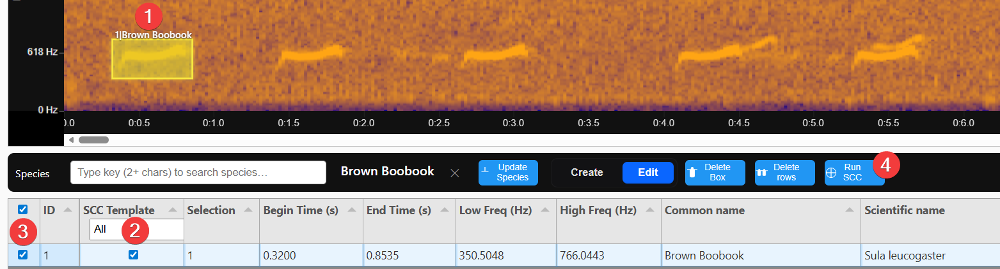 1
1|Brown Boobook
618 Hz
0 Hz
0.0 0:0.5 0:1.0 0:1.5 0:2.0 0:2.5 0:3.0 0:3.5 0:4.0 0:4.5 0:5.0 0:5.5 0:6.0
Species Type key (2+ chars) to search species… Brown Boobook × Update Species Create Edit Delete Box Delete rows Run SCC 4
ID SCC Template Selection Begin Time (s) End Time (s) Low Freq (Hz) High Freq (Hz) Common name Scientific name
3 All 2
1 1 0.3200 0.8535 350.5048 766.0443 Brown Boobook Sula leucogaster